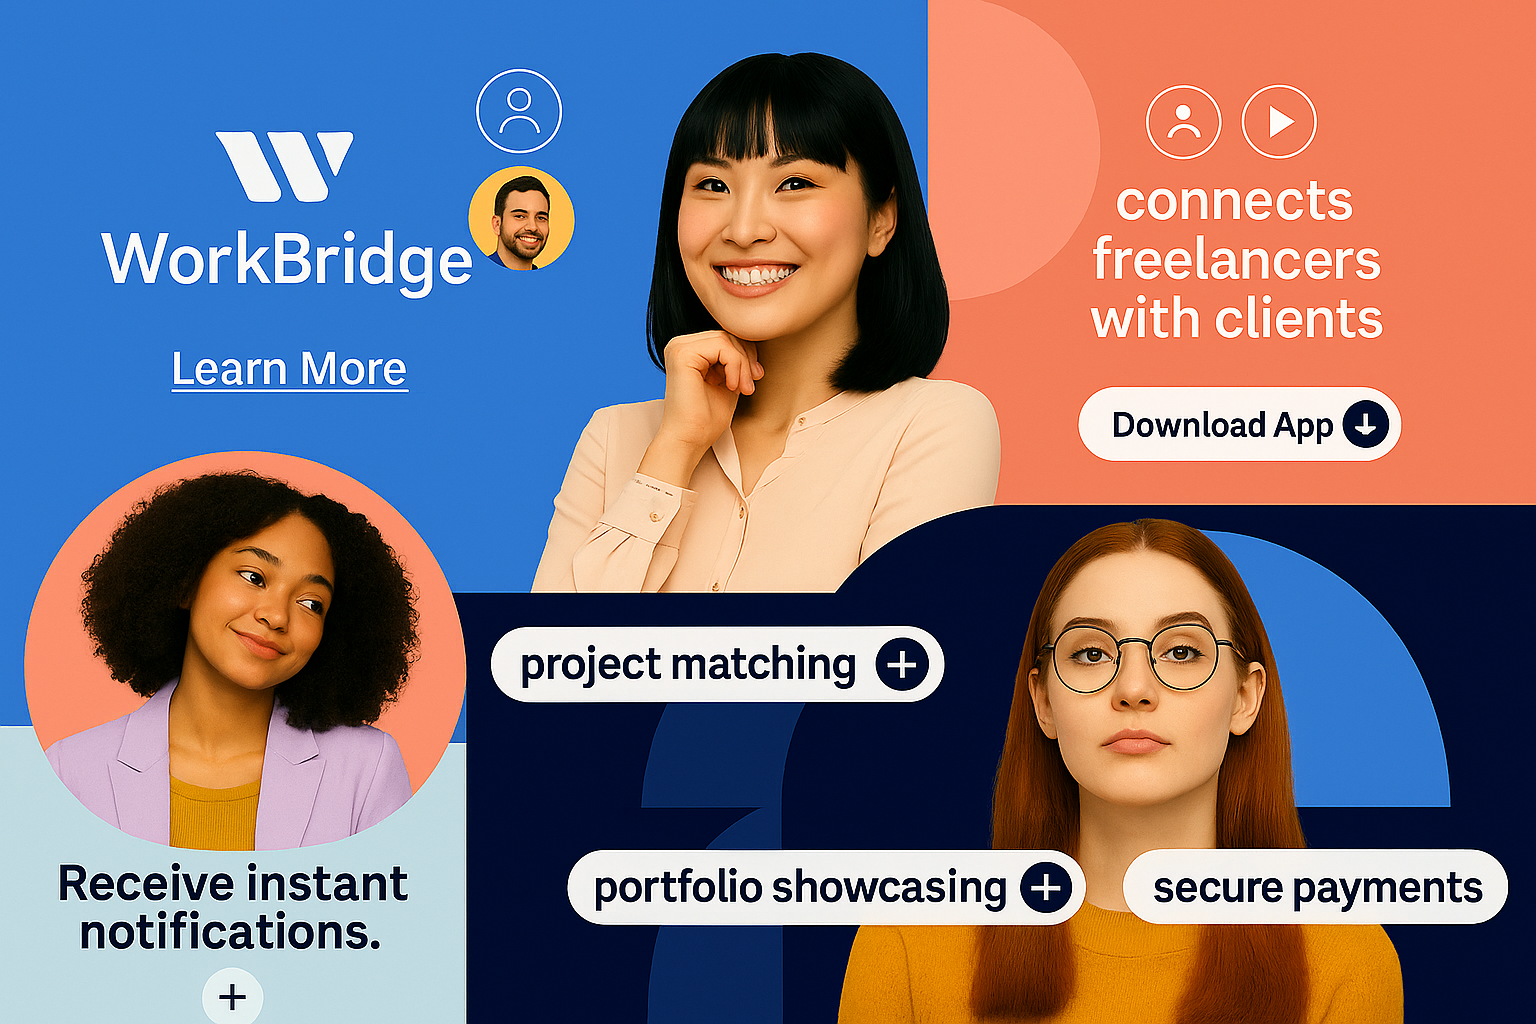 WorkBridge
Learn More
connects
freelancers
with clients
Download App
project matching
portfolio showcasing
secure payments
Receive instant
notifications.